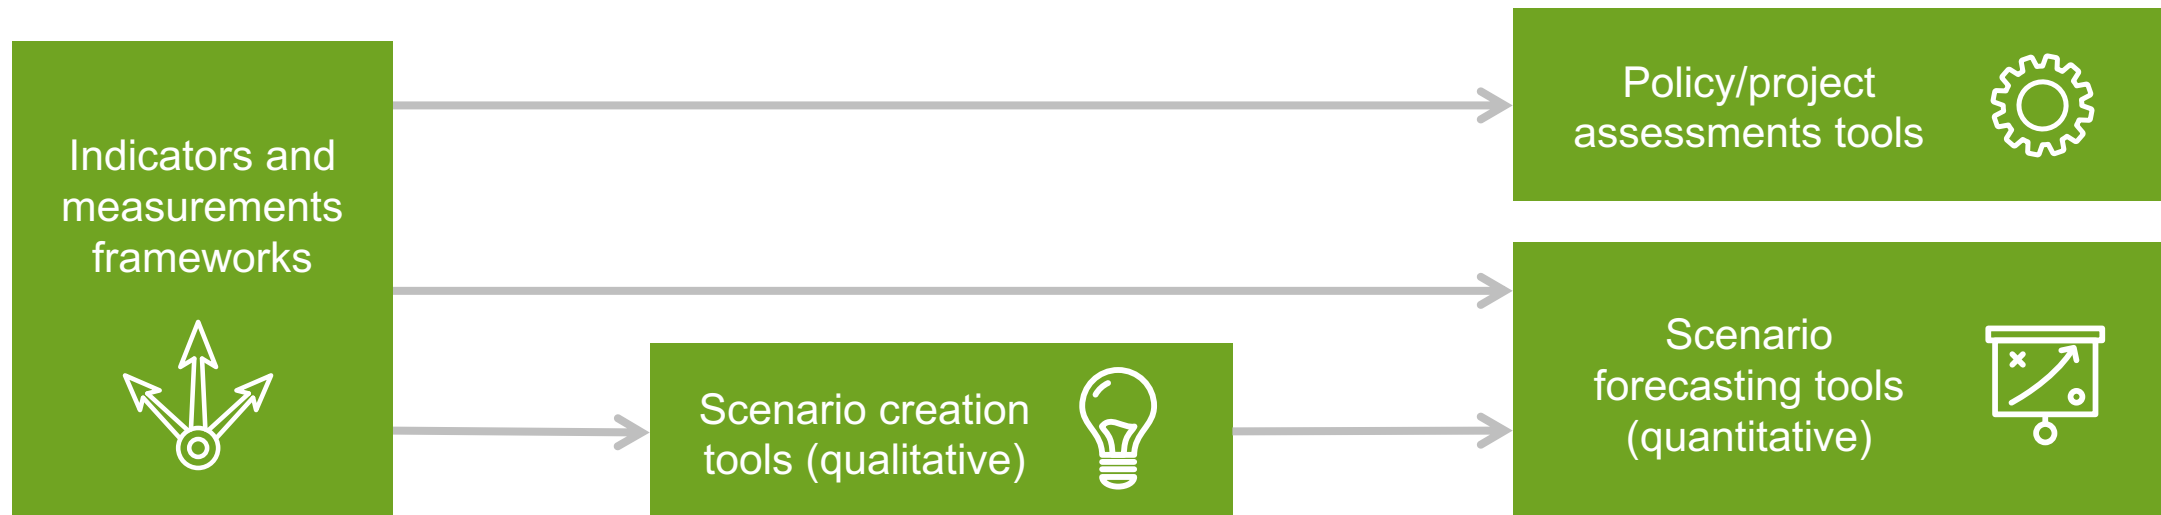 Indicators and
measurements
frameworks
Policy/project
assessments tools
Scenario creation
tools (qualitative)
Scenario
forecasting tools
(quantitative)